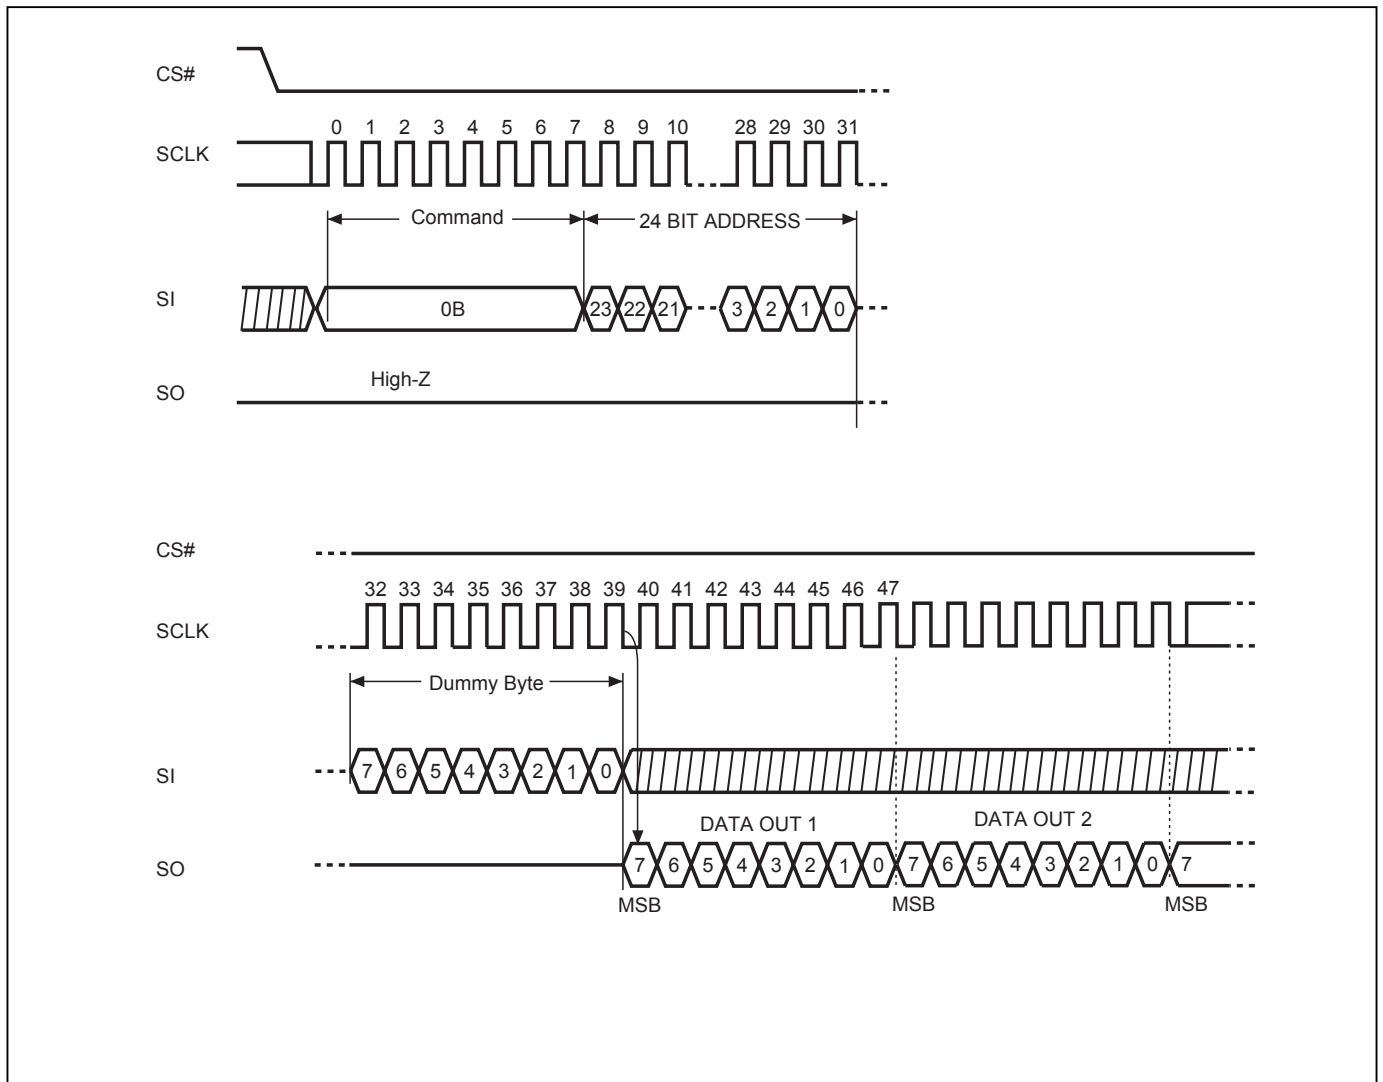 CS#
0 1 2 3 4 5 6 7 8 9 10 28 29 30 31
SCLK
Command 24 BIT ADDRESS
SI 0B 23 22 21 3 2 1 0
High-Z
SO
CS#
32 33 34 35 36 37 38 39 40 41 42 43 44 45 46 47
SCLK
Dummy Byte
SI 7 6 5 4 3 2 1 0
DATA OUT 1 DATA OUT 2
SO 7 6 5 4 3 2 1 0 7 6 5 4 3 2 1 0 7
MSB MSB MSB